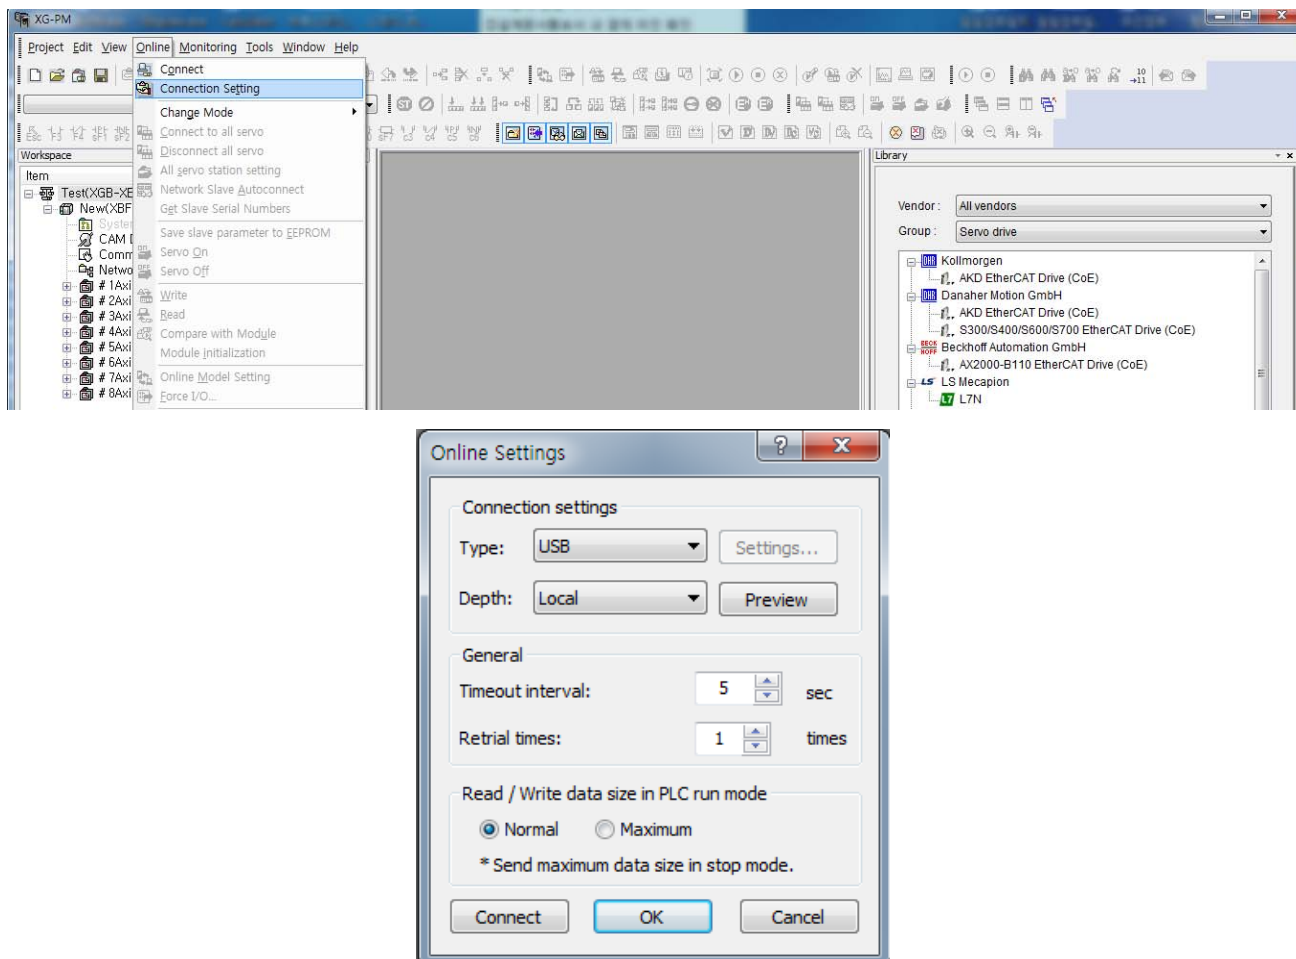 XG-PM
Project Edit View Online Monitoring Tools Window Help
Connect
Connection Setting
Change Mode
Connect to all servo
Disconnect all servo
All servo station setting
Network Slave Autoconnect
Get Slave Serial Numbers
Save slave parameter to EEPROM
Servo On
Servo Off
Write
Read
Compare with Module
Module Initialization
Online Model Setting
Force I/O...
Workspace
Item
Test(XGB-XE
New(XBF
Syste
CAM
Comm
Netwo
# 1Axi
# 2Axi
# 3Axi
# 4Axi
# 5Axi
# 6Axi
# 7Axi
# 8Axi
Library
Vendor : All vendors
Group : Servo drive
Kollmorgen
AKD EtherCAT Drive (CoE)
Danaher Motion GmbH
AKD EtherCAT Drive (CoE)
S300/S400/S600/S700 EtherCAT Drive (CoE)
Beckhoff Automation GmbH
AX2000-B110 EtherCAT Drive (CoE)
LS Mecapion
L7N
Online Settings
Connection settings
Type: USB Settings...
Depth: Local Preview
General
Timeout interval: 5 sec
Retrial times: 1 times
Read / Write data size in PLC run mode
Normal Maximum
* Send maximum data size in stop mode.
Connect OK Cancel